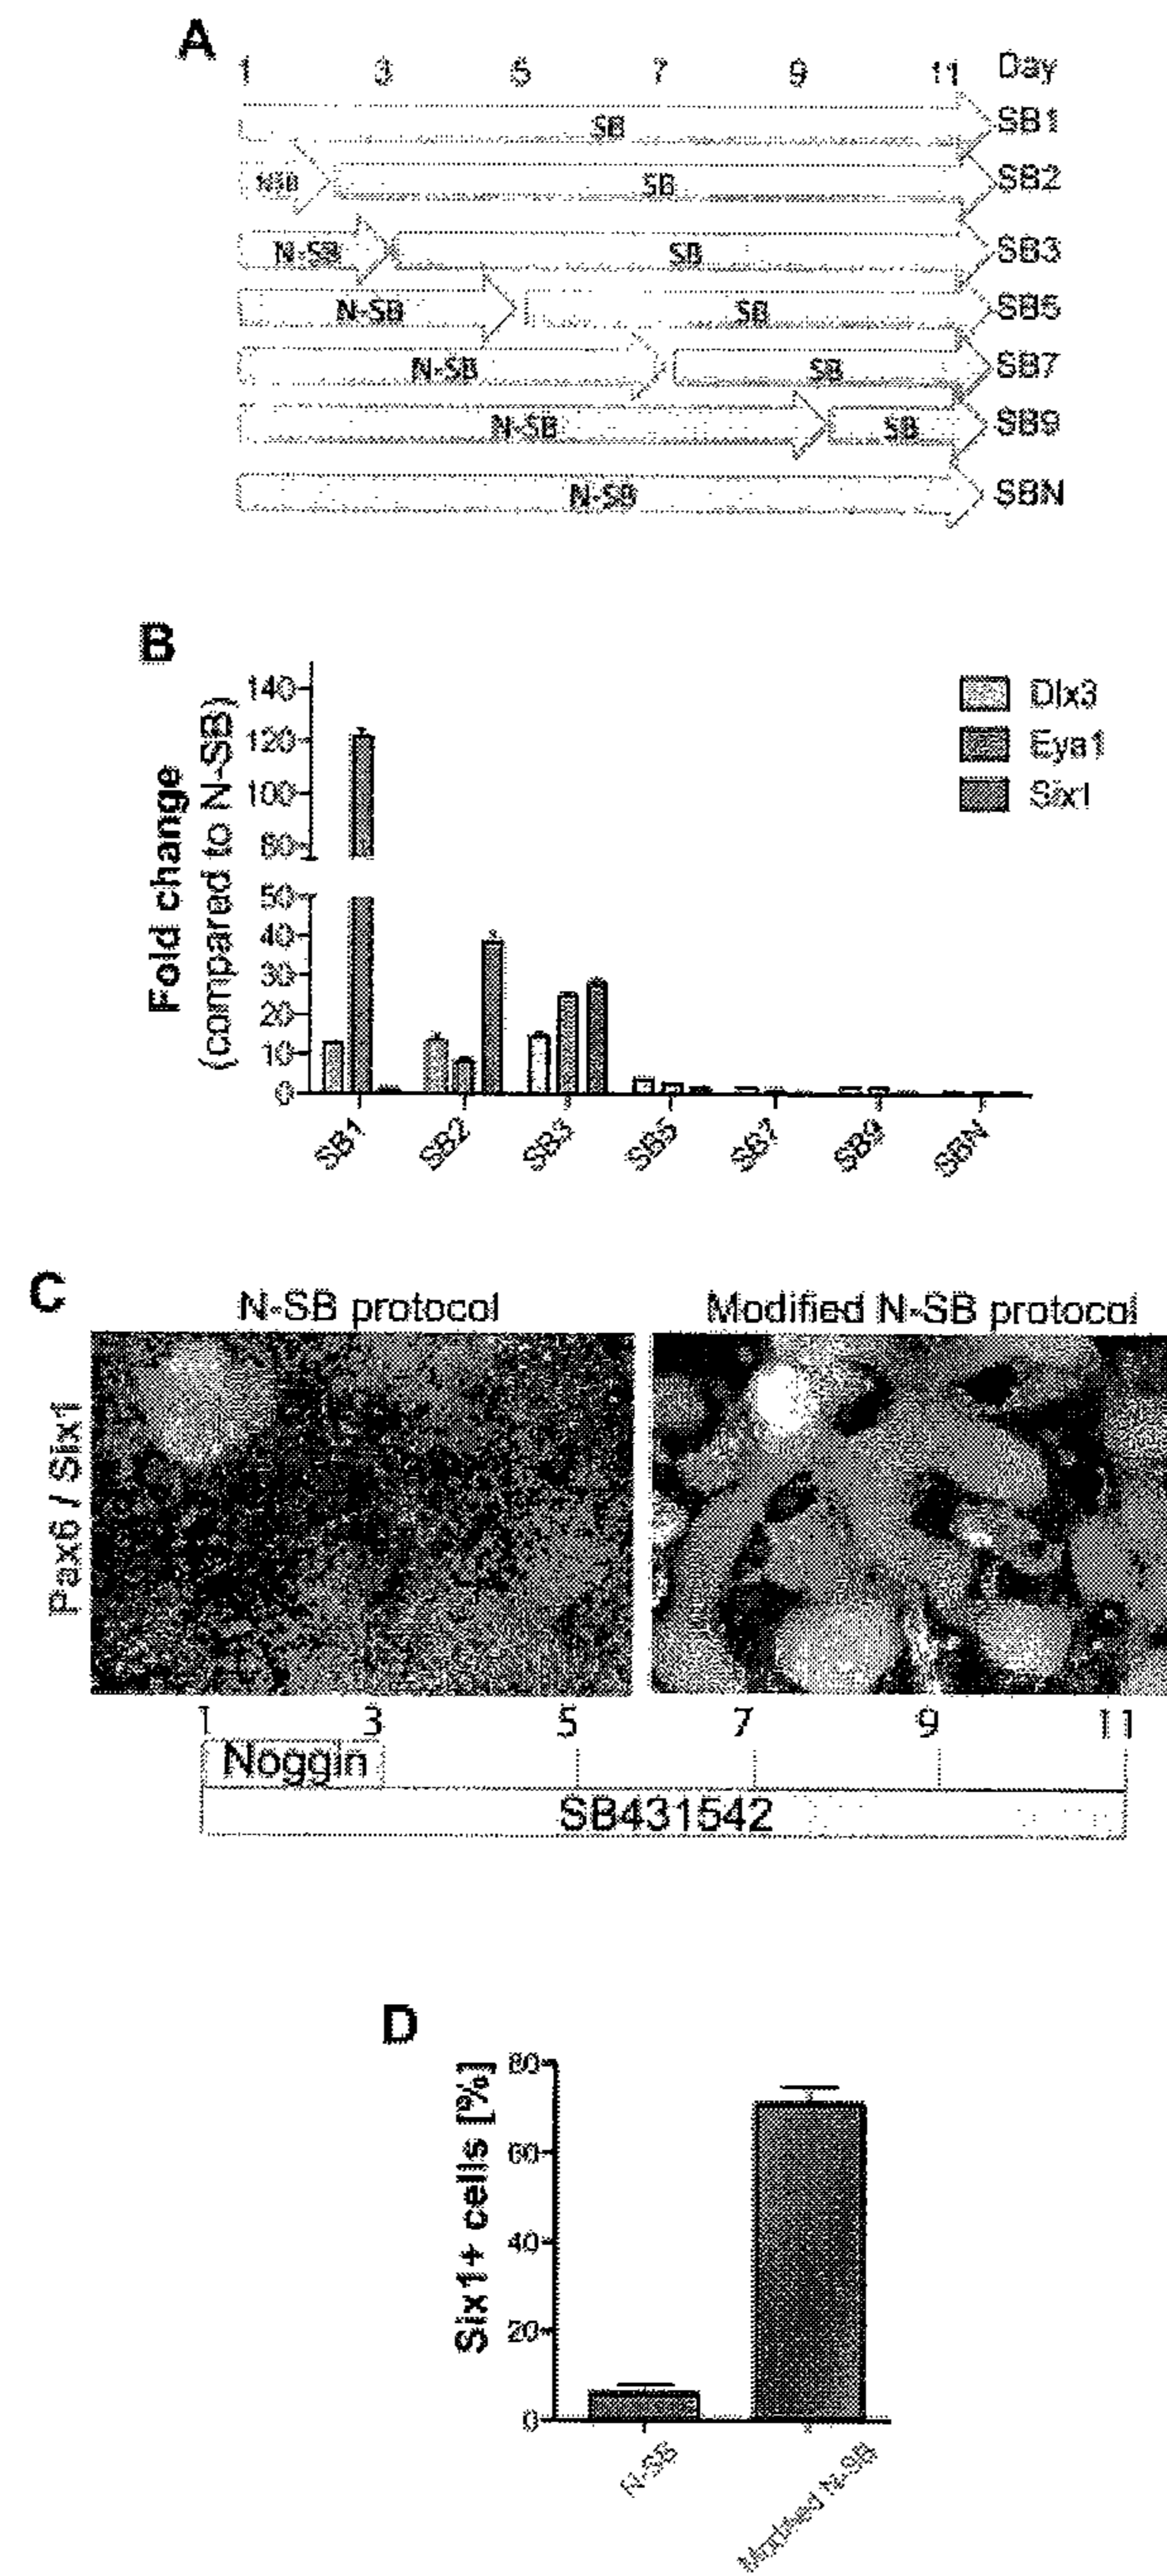 A
1 3 5 7 9 11 Day
SB SB1
NSB SB SB2
N-SB SB SB3
N-SB SB SB5
N-SB SB SB7
N-SB SB SB9
N-SB SBN
B
Fold change
(compared to N-SB)
140
120
100
80
50
40
30
20
10
0
Dlx3
Eya1
Six1
SB1 SB2 SB3 SB5 SB7 SB9 SBN
C
N-SB protocol Modified N-SB protocol
Pax6 / Six1
1 3 5 7 9 11
Noggin
SB431542
D
Six1+ cells [%]
80
60
40
20
0
N-SB Modified N-SB